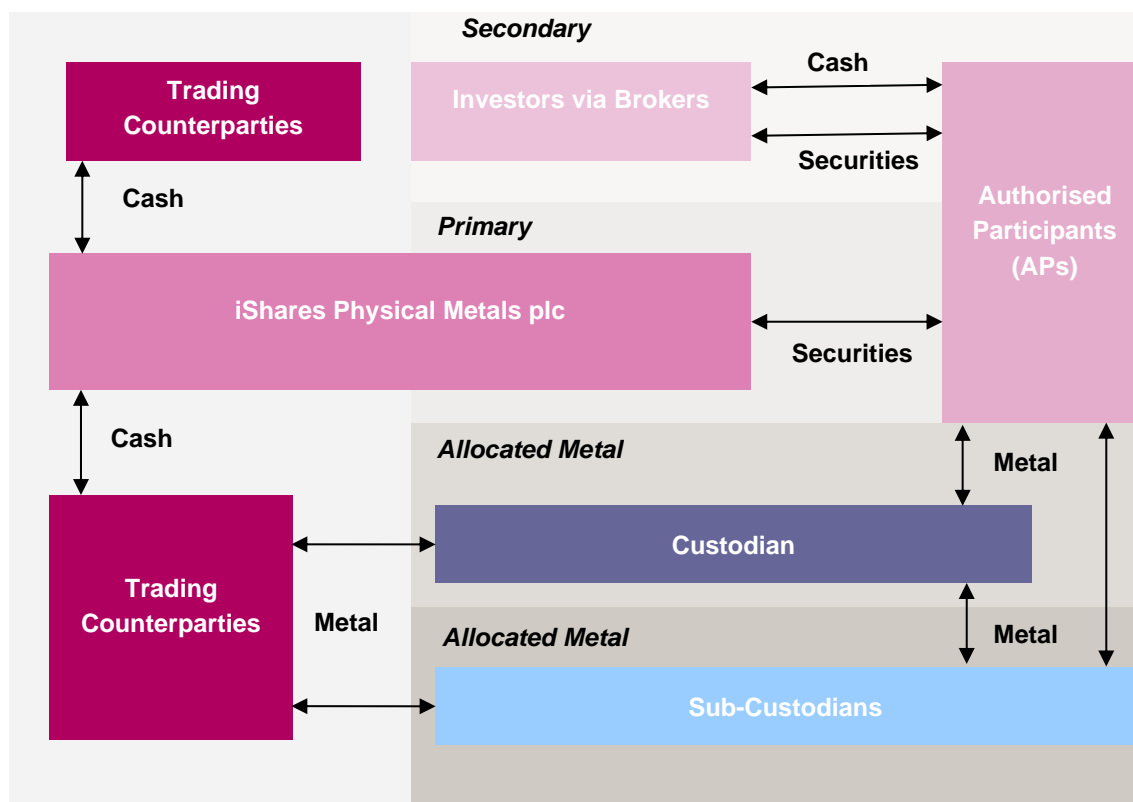 Secondary
Trading
Counterparties
Investors via Brokers
Cash
Securities
Authorised
Participants
(APs)
Cash
Primary
iShares Physical Metals plc
Securities
Cash
Allocated Metal
Metal
Custodian
Trading
Counterparties
Metal
Allocated Metal
Metal
Sub-Custodians